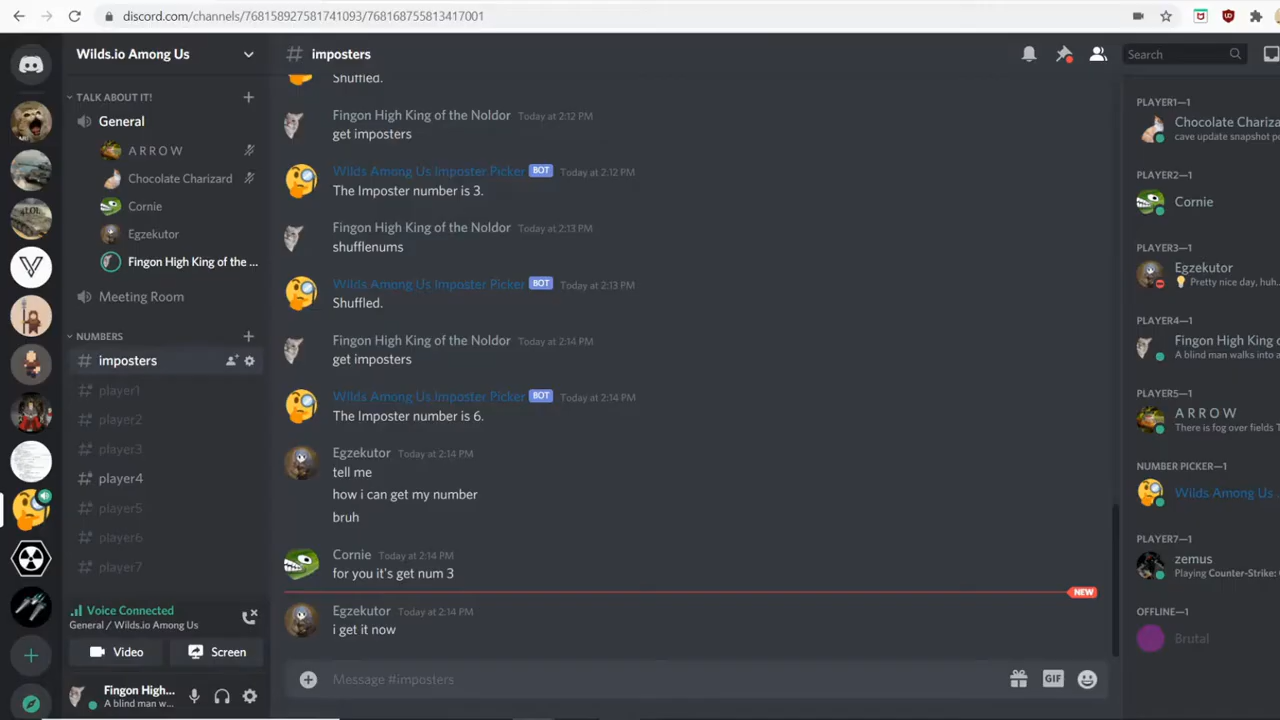 discord.com/channels/768158927581741093/768168755813417001
Wilds.io Among Us
TALK ABOUT IT!
General
A R R O W
Chocolate Charizard
Cornie
Egzekutor
Fingon High King of the ...
Meeting Room
NUMBERS
imposters
player1
player2
player3
player4
player5
player6
player7
Voice Connected
General / Wilds.io Among Us
Video
Screen
Fingon High...
A blind man w...
imposters
Search
Shuffled.
Fingon High King of the Noldor Today at 2:12 PM
get imposters
Wilds Among Us Imposter Picker BOT Today at 2:12 PM
The Imposter number is 3.
Fingon High King of the Noldor Today at 2:13 PM
shufflenums
Wilds Among Us Imposter Picker BOT Today at 2:13 PM
Shuffled.
Fingon High King of the Noldor Today at 2:14 PM
get imposters
Wilds Among Us Imposter Picker BOT Today at 2:14 PM
The Imposter number is 6.
Egzekutor Today at 2:14 PM
tell me
how i can get my number
bruh
Cornie Today at 2:14 PM
for you it's get num 3
NEW
Egzekutor Today at 2:14 PM
i get it now
Message #imposters
GIF
PLAYER1—1
Chocolate Chariza
cave update snapshot p
PLAYER2—1
Cornie
PLAYER3—1
Egzekutor
Pretty nice day, huh..
PLAYER4—1
Fingon High King o
A blind man walks into a
PLAYER5—1
A R R O W
There is fog over fields
NUMBER PICKER—1
Wilds Among Us
PLAYER7—1
zemus
Playing Counter-Strike:
OFFLINE—1
Brutal